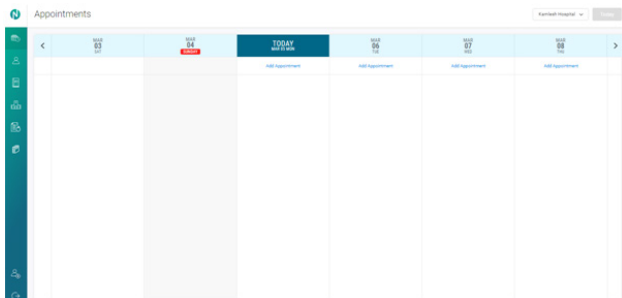 Appointments
Kamlesh Hospital
Today
MAR
03
SAT
MAR
04
SUNDAY
TODAY
MAR 05 MON
MAR
06
TUE
MAR
07
WED
MAR
08
THU
Add Appointment
Add Appointment
Add Appointment
Add Appointment